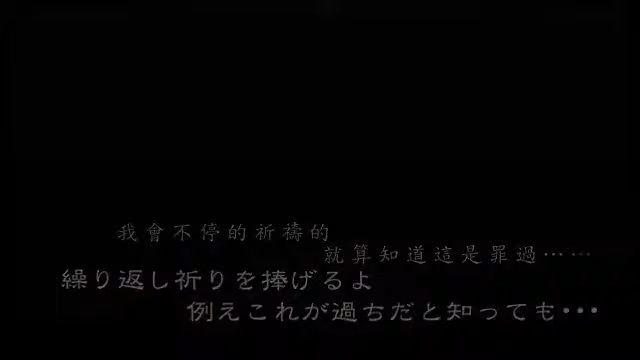 我會不停的祈禱的
就算知道這是罪過……
繰り返し祈りを捧げるよ
例えこれが過ちだと知っても・・・